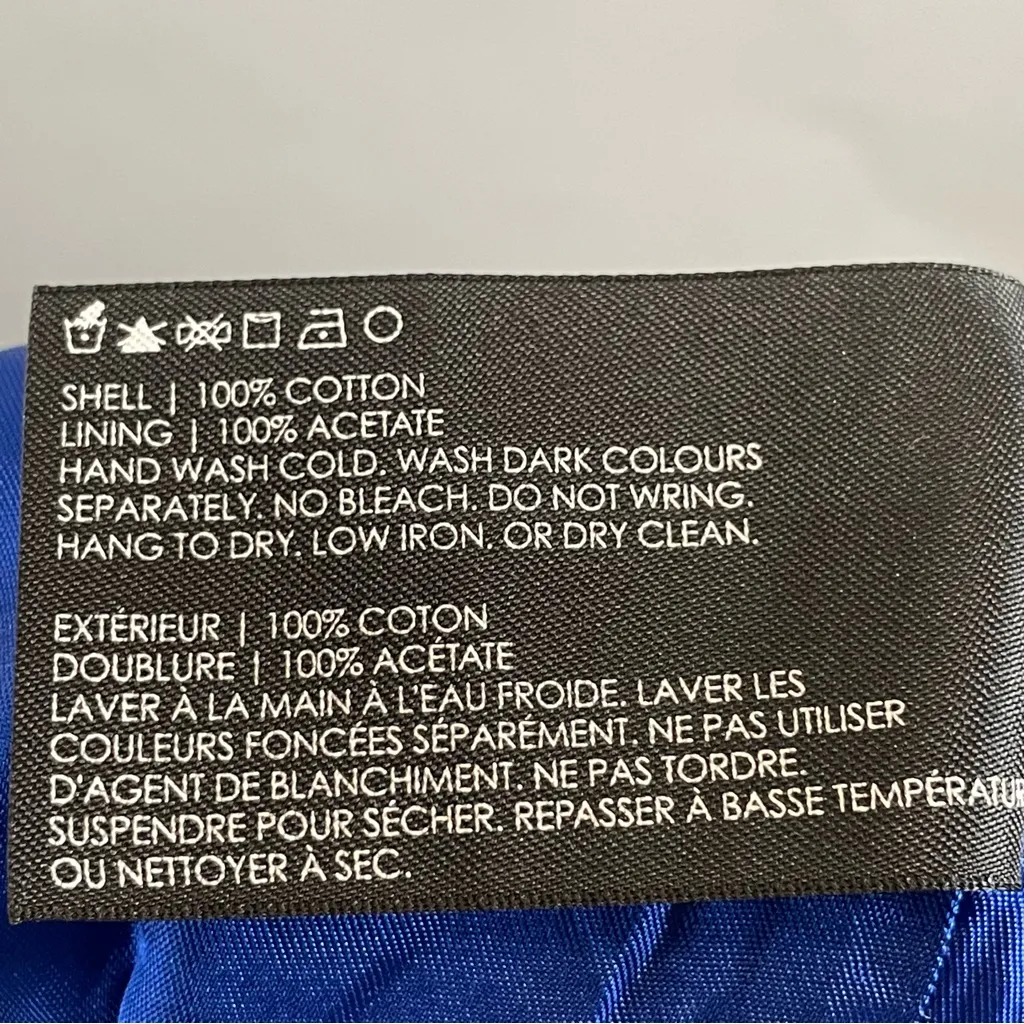 SHELL | 100% COTTON
LINING | 100% ACETATE
HAND WASH COLD. WASH DARK COLOURS
SEPARATELY. NO BLEACH. DO NOT WRING.
HANG TO DRY. LOW IRON. OR DRY CLEAN.
EXTÉRIEUR | 100% COTON
DOUBLURE | 100% ACÉTATE
LAVER À LA MAIN À L'EAU FROIDE. LAVER LES
COULEURS FONCÉES SÉPARÉMENT. NE PAS UTILISER
D'AGENT DE BLANCHIMENT. NE PAS TORDRE.
SUSPENDRE POUR SÉCHER. REPASSER À BASSE
OU NETTOYER À SEC.